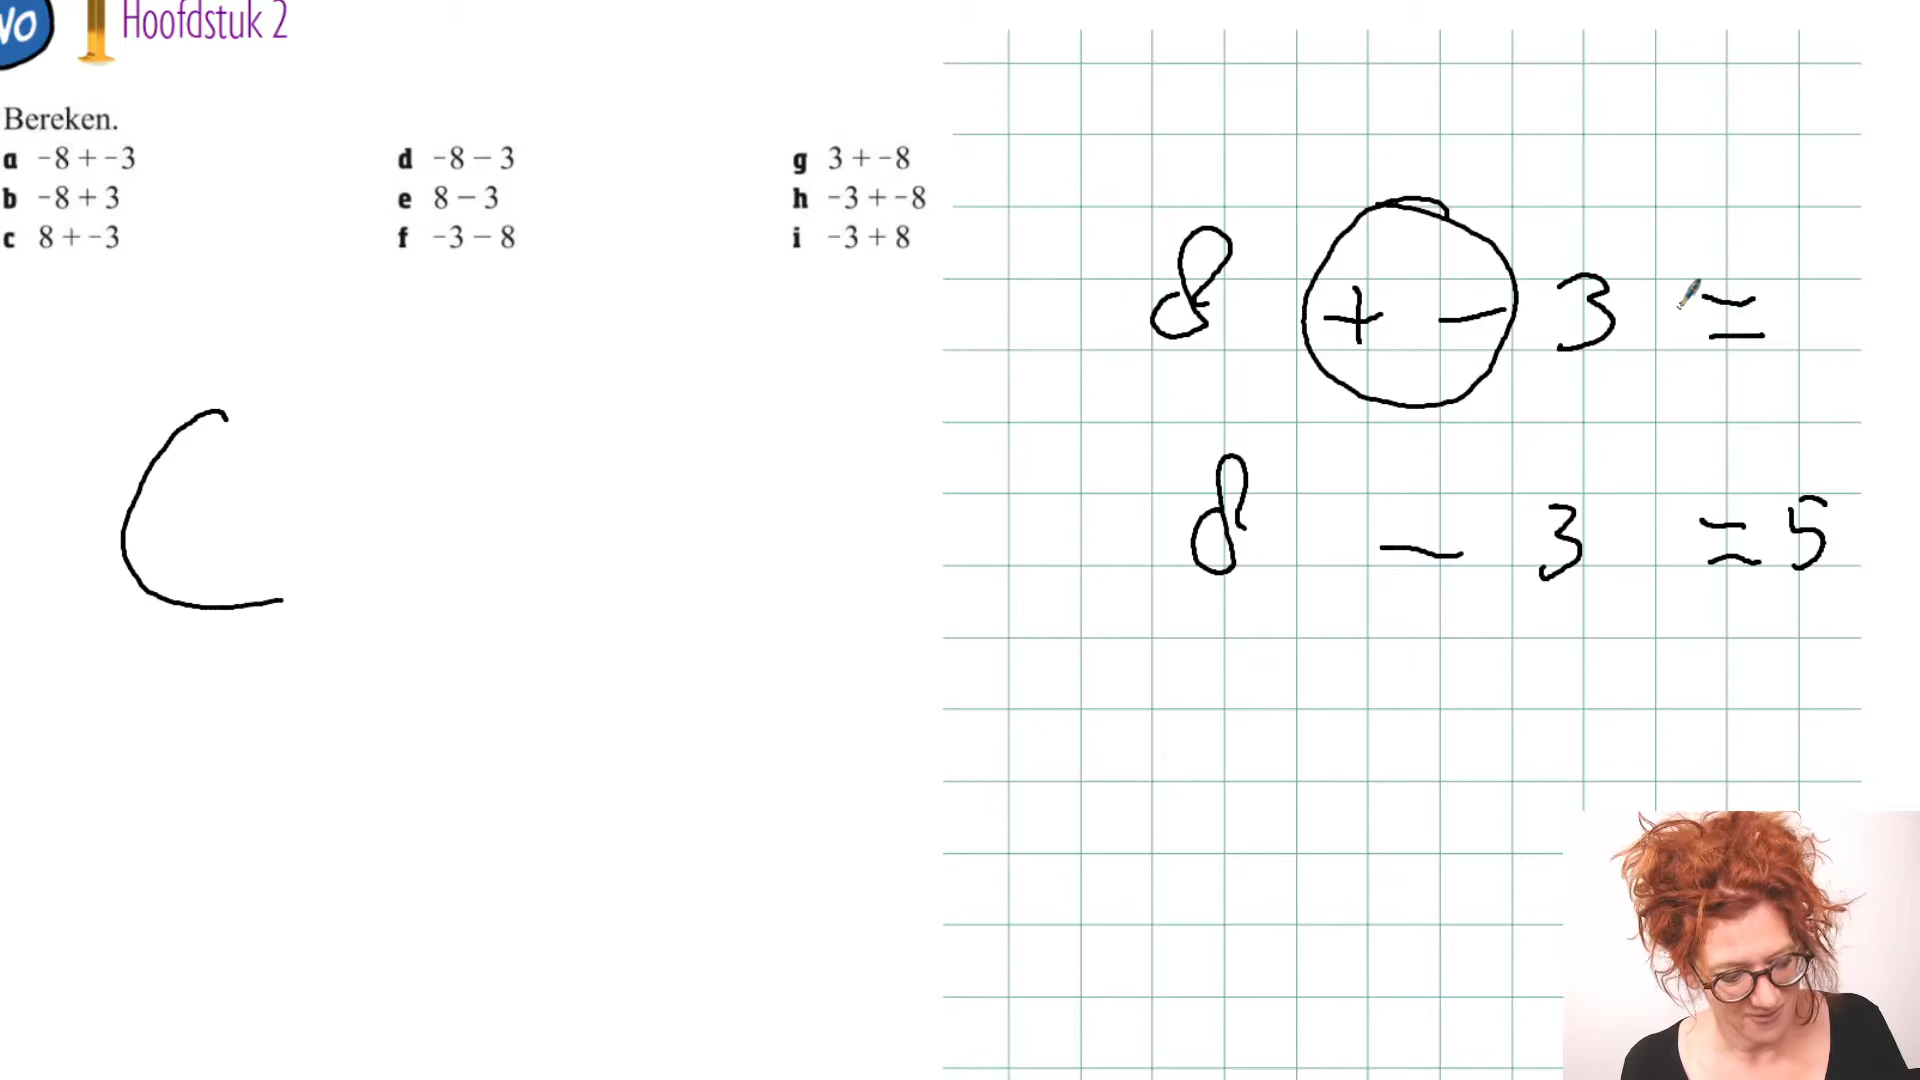 NO Hoofdstuk 2
Bereken.
a -8 + -3
b -8 + 3
c 8 + -3
d -8 − 3
e 8 − 3
f -3 − 8
g 3 + -8
h -3 + -8
i -3 + 8
C
8 + − 3 =
8 − 3 = 5